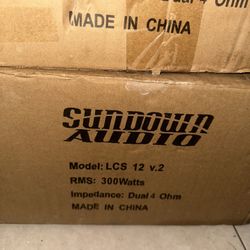 Dual 4 Ohm
MADE IN CHINA
SUNDOWN
AUDIO
Model: LCS 12 v.2
RMS: 300Watts
Impedance: Dual 4 Ohm
MADE IN CHINA